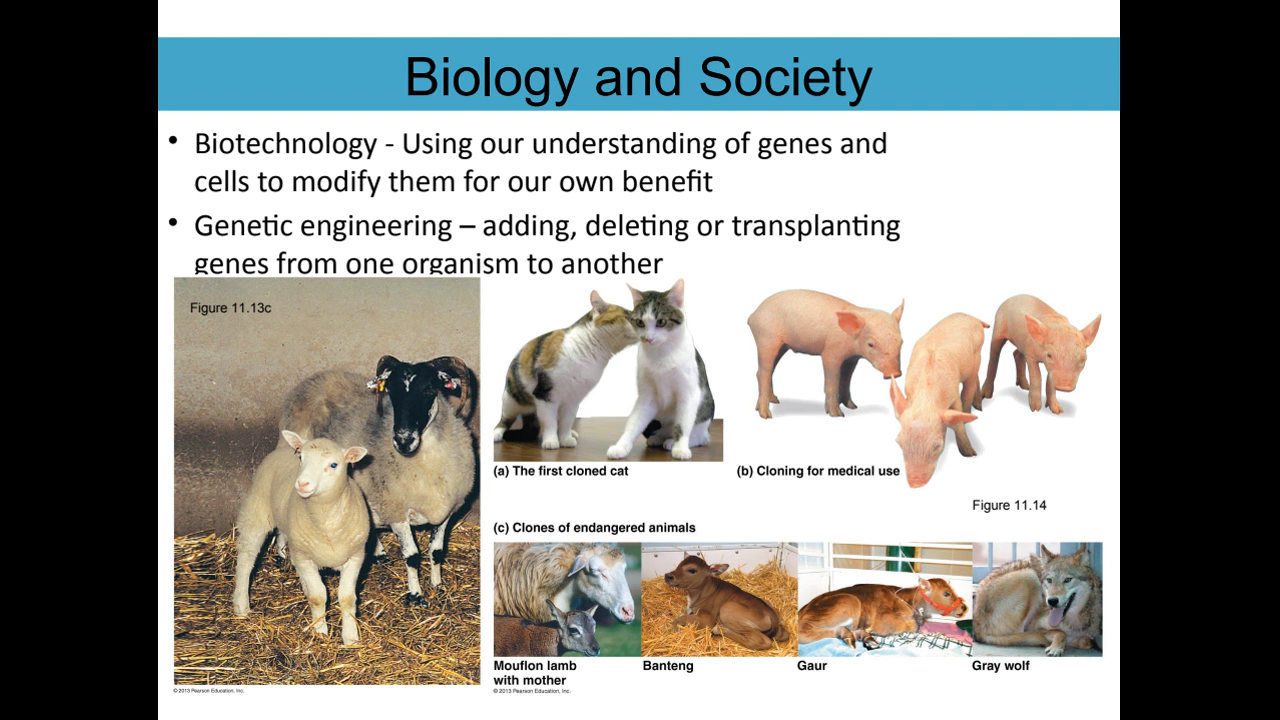 Biology and Society
• Biotechnology - Using our understanding of genes and
cells to modify them for our own benefit
• Genetic engineering – adding, deleting or transplanting
genes from one organism to another
Figure 11.13c
(a) The first cloned cat
(b) Cloning for medical use
Figure 11.14
(c) Clones of endangered animals
Mouflon lamb
with mother
Banteng
Gaur
Gray wolf
© 2013 Pearson Education, Inc.
© 2013 Pearson Education, Inc.